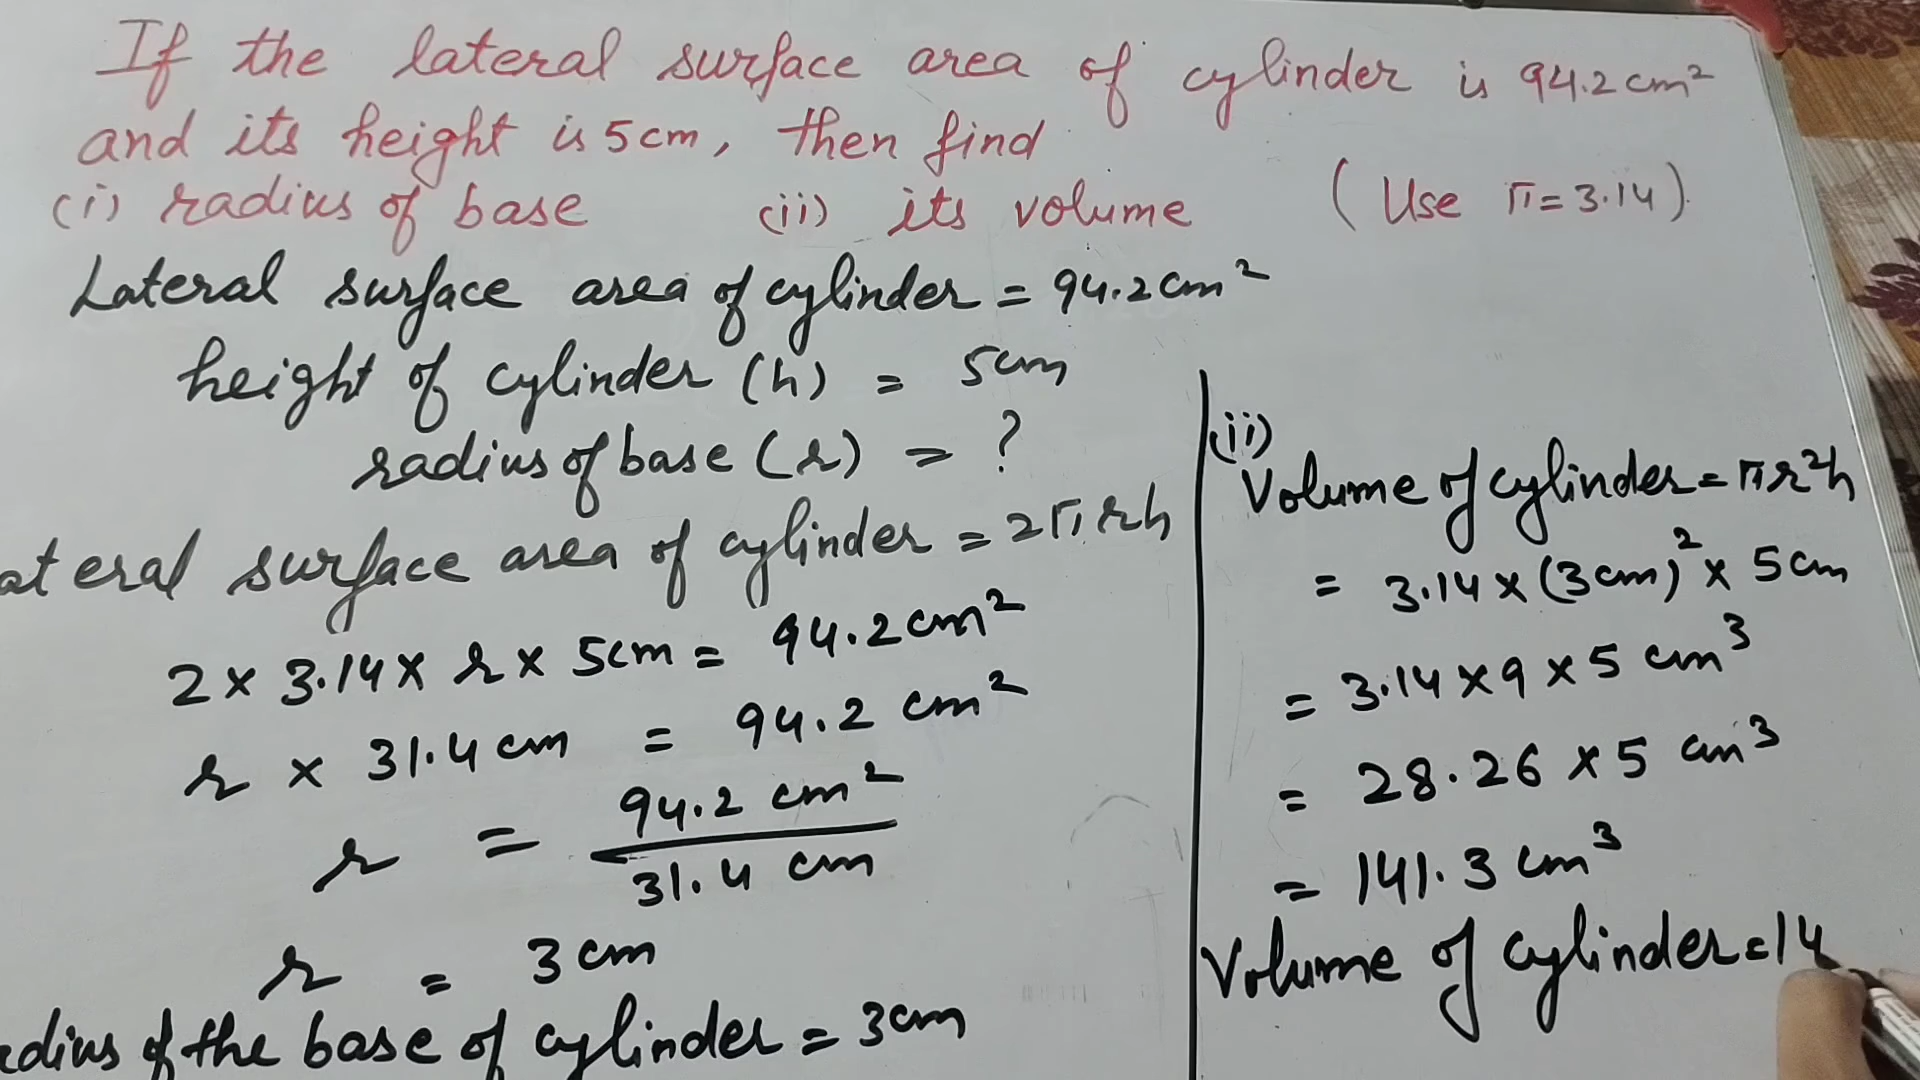 If the lateral surface area of cylinder is 94.2 cm²
and its height is 5cm, then find
(i) radius of base (ii) its volume (Use π=3.14).
Lateral surface area of cylinder = 94.2 cm²
height of cylinder (h) = 5cm
radius of base (r) = ?
ateral surface area of cylinder = 2πrh
2 × 3.14 × r × 5cm = 94.2 cm²
r × 31.4 cm = 94.2 cm²
r = 94.2 cm² / 31.4 cm
r = 3 cm
adius of the base of cylinder = 3cm
(ii)
Volume of cylinder = πr²h
= 3.14 × (3cm)² × 5cm
= 3.14 × 9 × 5 cm³
= 28.26 × 5 cm³
= 141.3 cm³
Volume of cylinder = 14